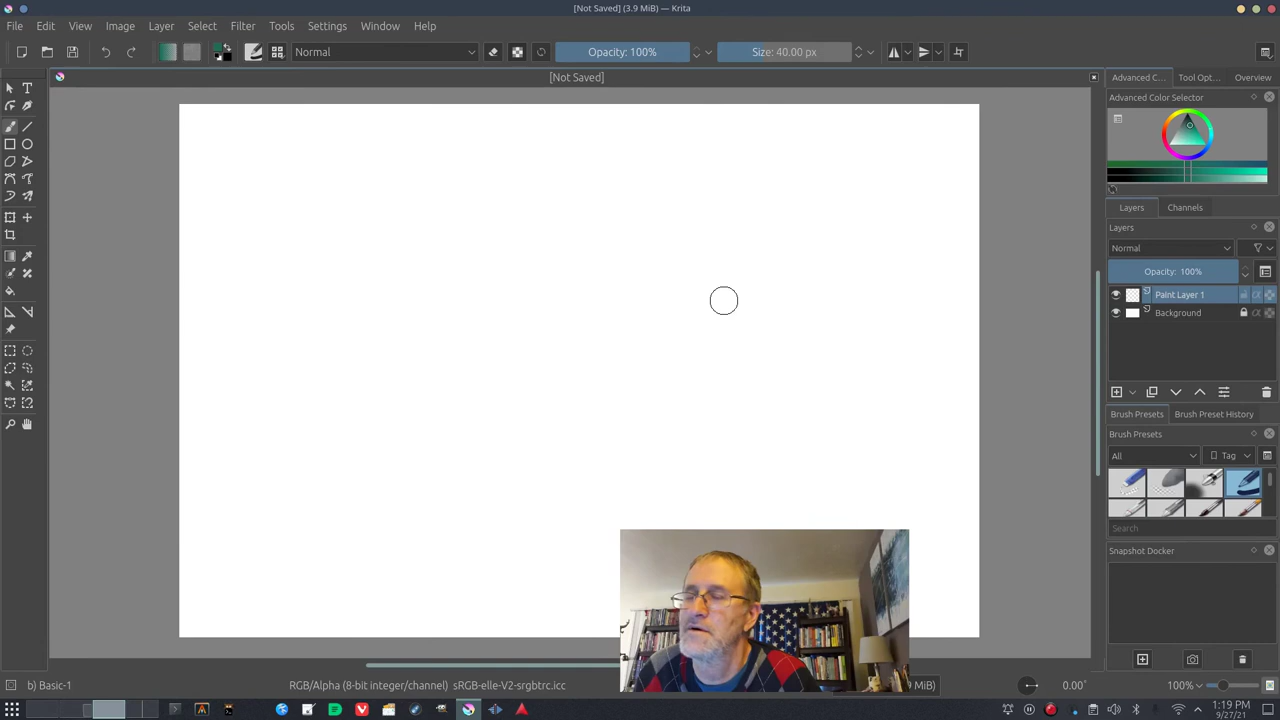 [Not Saved] (3.9 MiB) — Krita
File Edit View Image Layer Select Filter Tools Settings Window Help
Normal Opacity: 100% Size: 40.00 px
[Not Saved]
Advanced C... Tool Opt... Overview
Advanced Color Selector
Layers Channels
Layers
Normal
Opacity: 100%
Paint Layer 1
Background
Brush Presets Brush Preset History
Brush Presets
All Tag
Search
Snapshot Docker
b) Basic-1 RGB/Alpha (8-bit integer/channel) sRGB-elle-V2-srgbtrc.icc 9 MiB) 0.00° 100%
1:19 PM
9/27/21